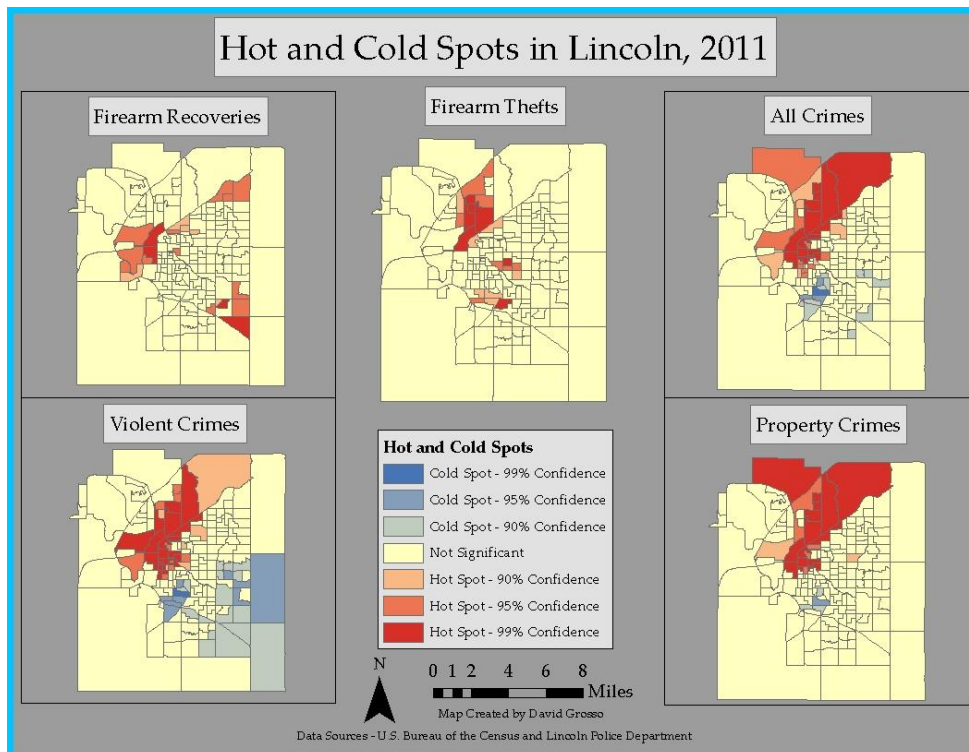 Hot and Cold Spots in Lincoln, 2011
Firearm Recoveries
Firearm Thefts
All Crimes
Violent Crimes
Property Crimes
Hot and Cold Spots
Cold Spot - 99% Confidence
Cold Spot - 95% Confidence
Cold Spot - 90% Confidence
Not Significant
Hot Spot - 90% Confidence
Hot Spot - 95% Confidence
Hot Spot - 99% Confidence
N
0 1 2 4 6 8
Miles
Map Created by David Grosso
Data Sources - U.S. Bureau of the Census and Lincoln Police Department